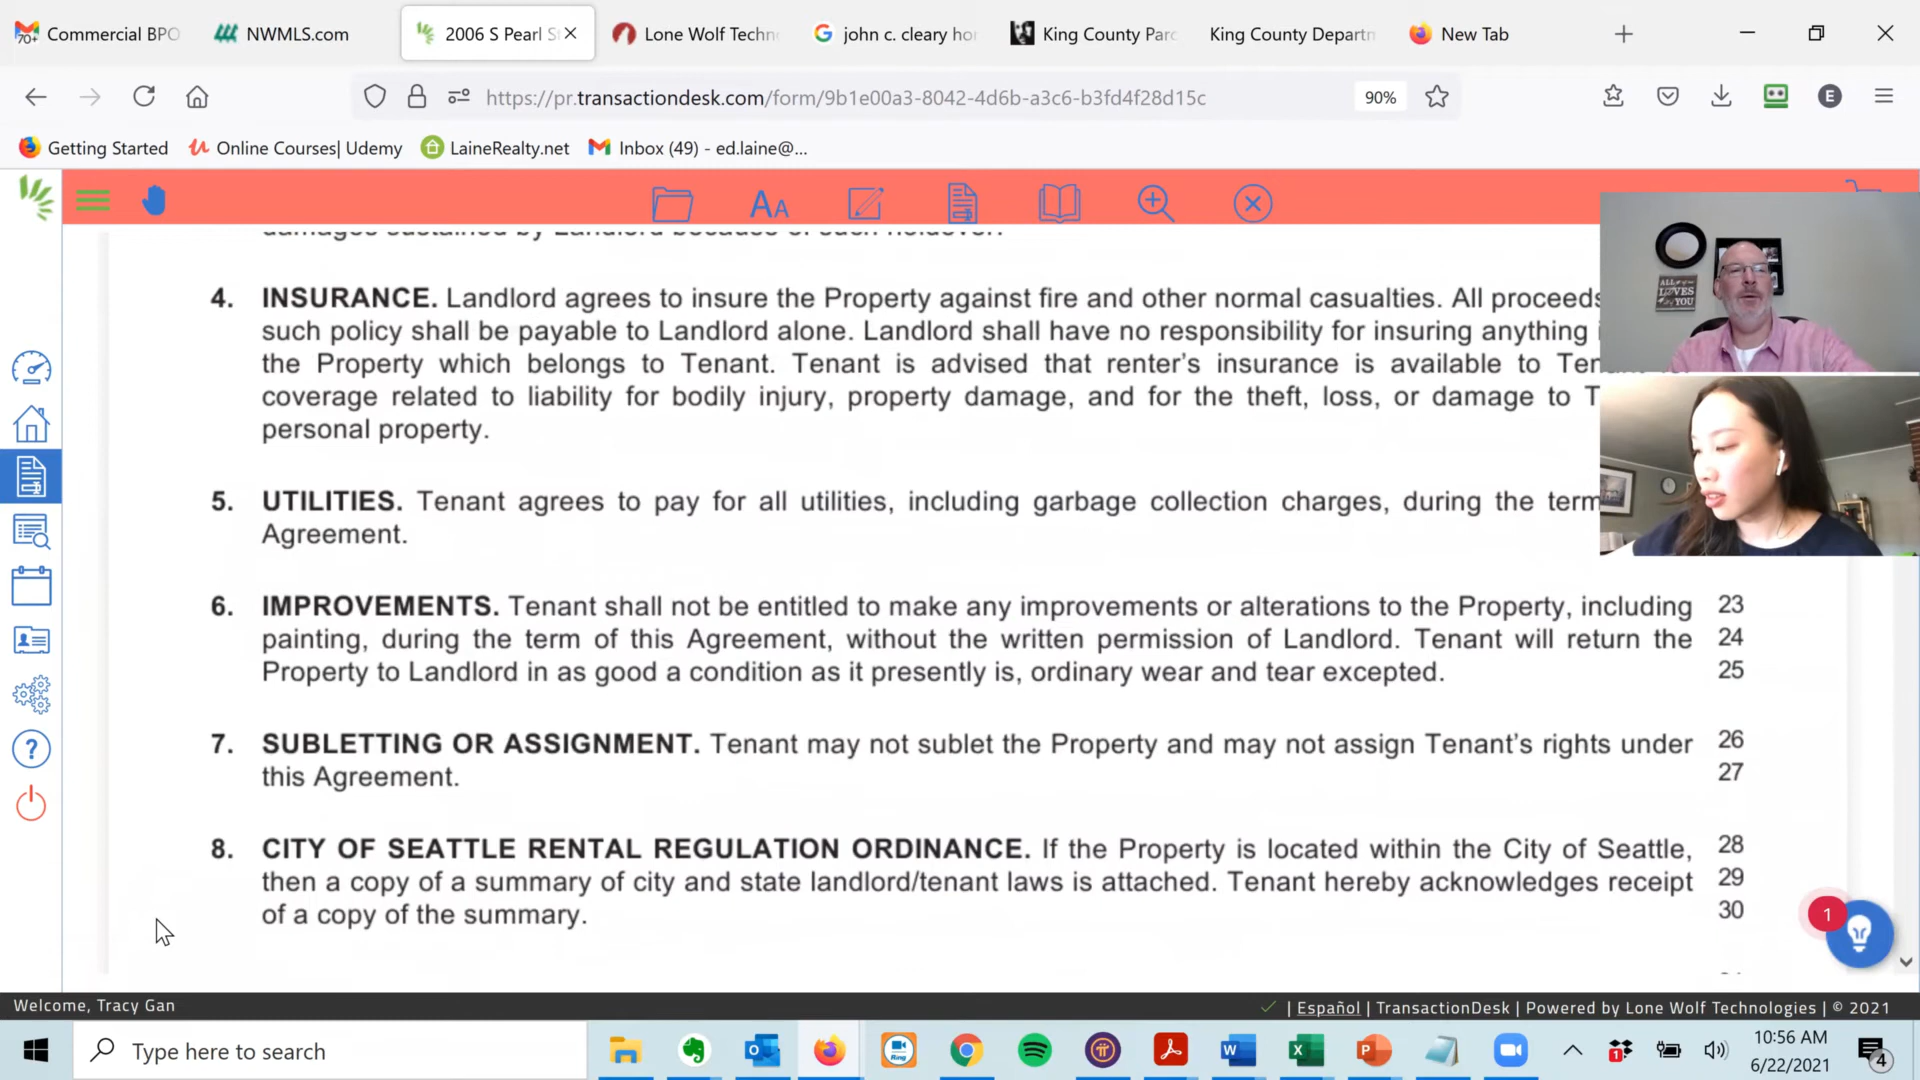 70+
Commercial BPO
NWMLS.com
2006 S Pearl S
Lone Wolf Techn
john c. cleary ho
King County Parc
King County Departm
New Tab
https://pr.transactiondesk.com/form/9b1e00a3-8042-4d6b-a3c6-b3fd4f28d15c
90%
E
Getting Started
Online Courses| Udemy
LaineRealty.net
Inbox (49) - ed.laine@...
damages sustained by Landlord because of such holdover.
4. INSURANCE. Landlord agrees to insure the Property against fire and other normal casualties. All proceeds
such policy shall be payable to Landlord alone. Landlord shall have no responsibility for insuring anything
the Property which belongs to Tenant. Tenant is advised that renter's insurance is available to Ten
coverage related to liability for bodily injury, property damage, and for the theft, loss, or damage to T
personal property.
5. UTILITIES. Tenant agrees to pay for all utilities, including garbage collection charges, during the term
Agreement.
6. IMPROVEMENTS. Tenant shall not be entitled to make any improvements or alterations to the Property, including 23
painting, during the term of this Agreement, without the written permission of Landlord. Tenant will return the 24
Property to Landlord in as good a condition as it presently is, ordinary wear and tear excepted. 25
7. SUBLETTING OR ASSIGNMENT. Tenant may not sublet the Property and may not assign Tenant's rights under 26
this Agreement. 27
8. CITY OF SEATTLE RENTAL REGULATION ORDINANCE. If the Property is located within the City of Seattle, 28
then a copy of a summary of city and state landlord/tenant laws is attached. Tenant hereby acknowledges receipt 29
of a copy of the summary. 30
1
Welcome, Tracy Gan
| Español | TransactionDesk | Powered by Lone Wolf Technologies | © 2021
Type here to search
10:56 AM
6/22/2021
4